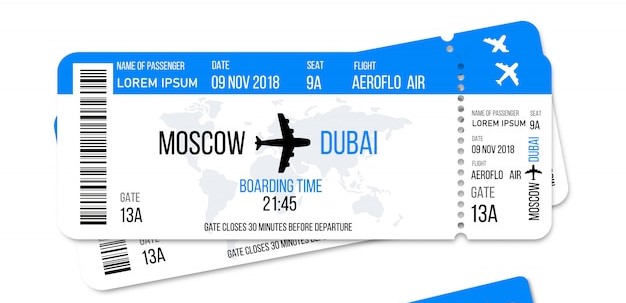 NAME OF PASSENGER DATE SEAT FLIGHT
LOREM IPSUM 09 NOV 2018 9A AEROFLO AIR
MOSCOW DUBAI
BOARDING TIME
21:45
GATE
13A
GATE CLOSES 30 MINUTES BEFORE DEPARTURE
NAME OF PASSENGER SEAT
LOREM IPSUM 9A
DATE
09 NOV 2018
FLIGHT
AEROFLO AIR
GATE
13A
MOSCOW DUBAI
GATE
13A
GATE CLOSES 30 MINUTES BEFORE